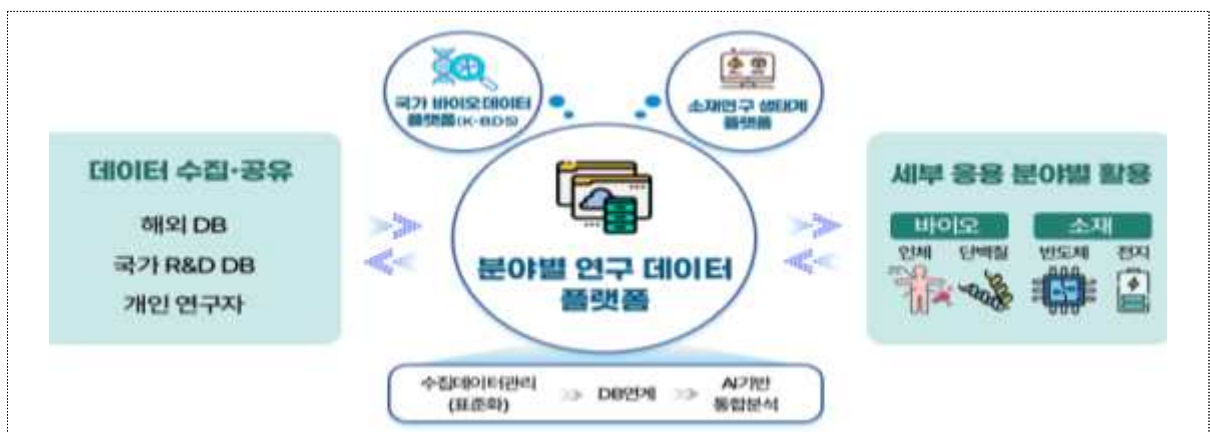 국가 바이오 데이터
플랫폼(K-BDS)
소재연구 생태계
플랫폼
데이터 수집·공유
해외 DB
국가 R&D DB
개인 연구자
분야별 연구 데이터
플랫폼
세부 응용 분야별 활용
바이오 소재
인체 단백질 반도체 전지
수집데이터관리
(표준화)
DB연계
AI기반
통합분석